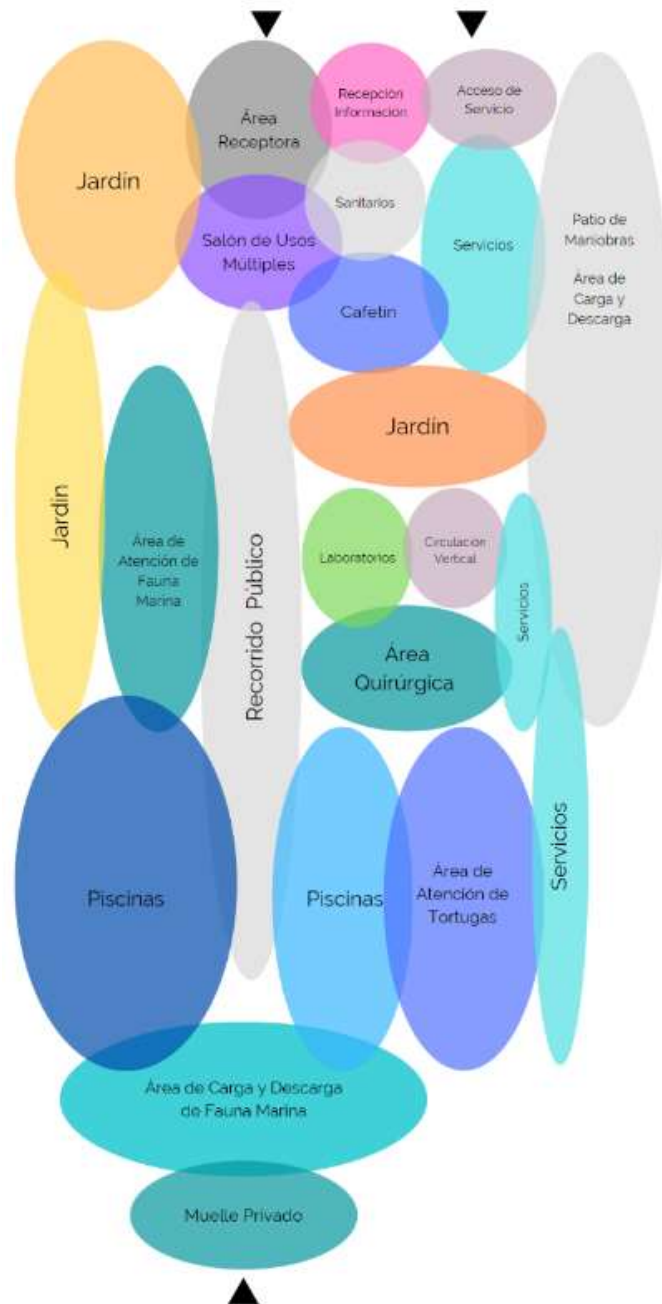 Jardín
Área
Receptora
Recepción
Información
Acceso de
Servicio
Salón de Usos
Múltiples
Sanitarios
Servicios
Cafetín
Patio de
Maniobras
Área de
Carga y
Descarga
Jardín
Jardín
Área de
Atención de
Fauna
Marina
Recorrido Público
Laboratorios
Circulación
Vertical
Servicios
Área
Quirúrgica
Piscinas
Piscinas
Área de
Atención de
Tortugas
Servicios
Área de Carga y Descarga
de Fauna Marina
Muelle Privado